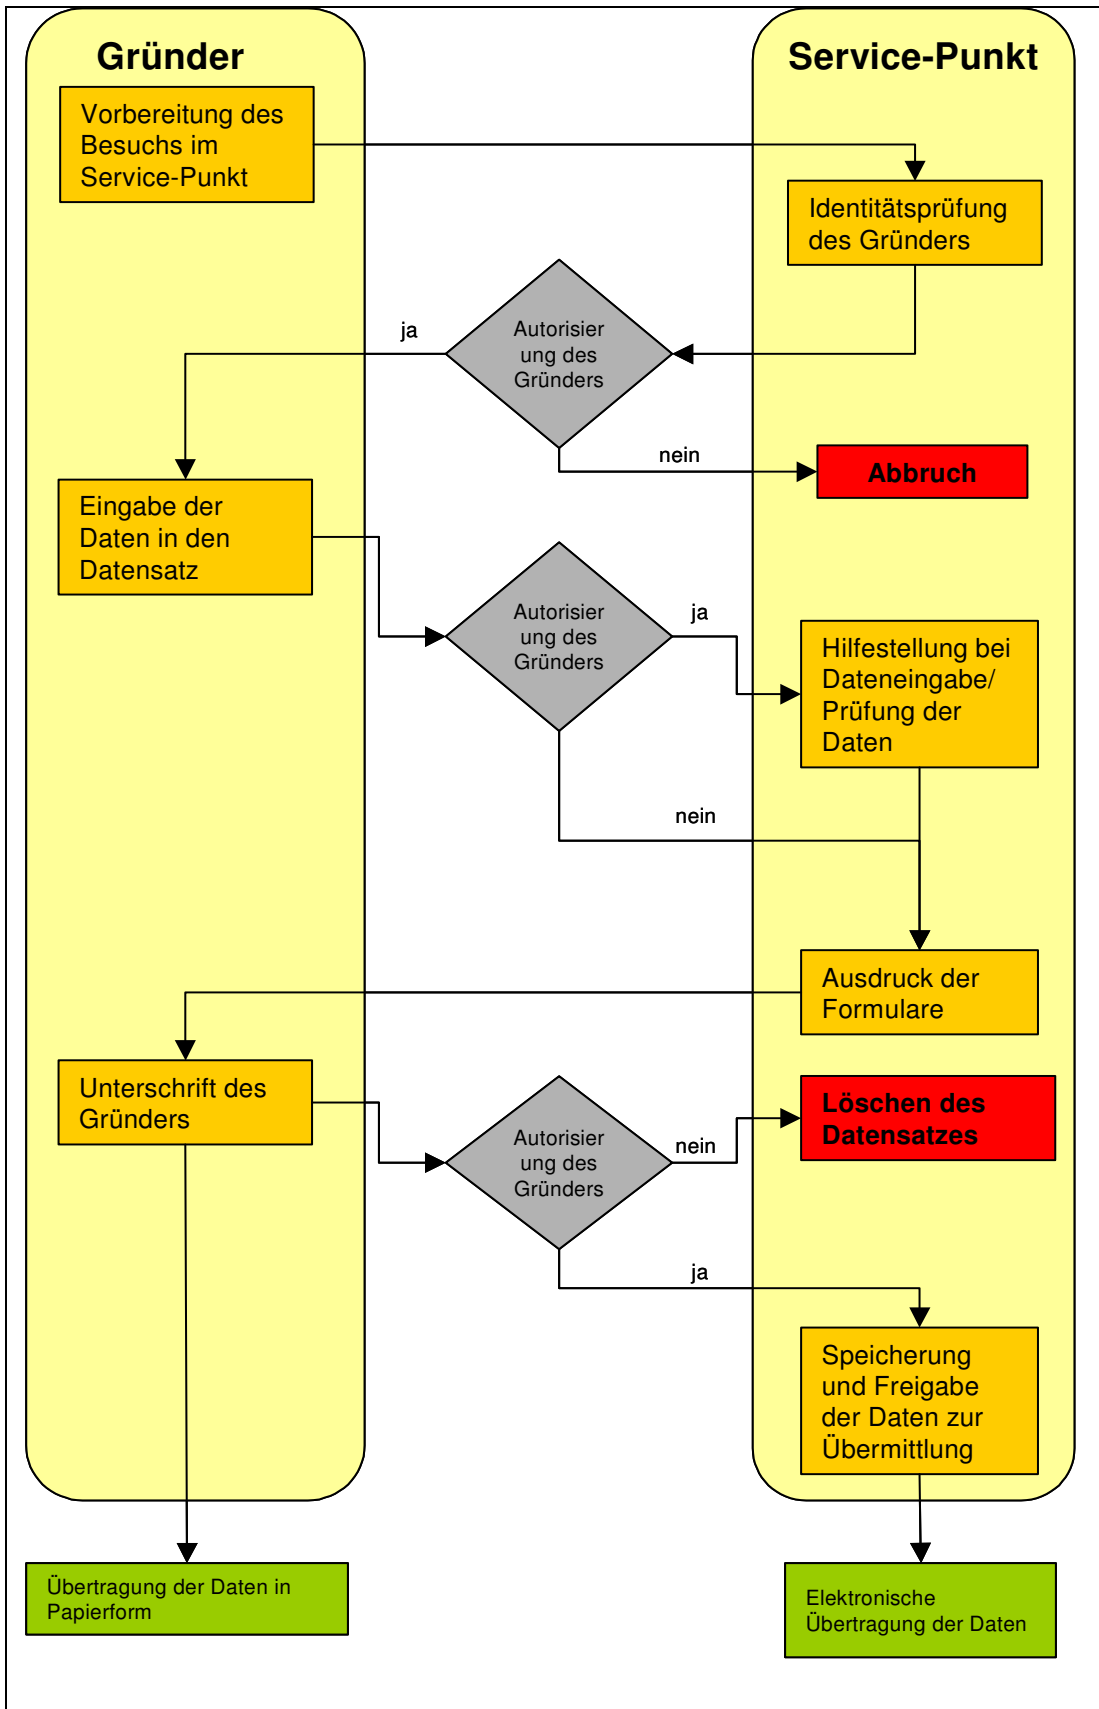 Gründer
Service-Punkt
Vorbereitung des
Besuchs im
Service-Punkt
Identitätsprüfung
des Gründers
Autorisier
ung des
Gründers
ja
nein
Abbruch
Eingabe der
Daten in den
Datensatz
Autorisier
ung des
Gründers
ja
Hilfestellung bei
Dateneingabe/
Prüfung der
Daten
nein
Ausdruck der
Formulare
Unterschrift des
Gründers
Autorisier
ung des
Gründers
nein
Löschen des
Datensatzes
ja
Speicherung
und Freigabe
der Daten zur
Übermittlung
Übertragung der Daten in
Papierform
Elektronische
Übertragung der Daten